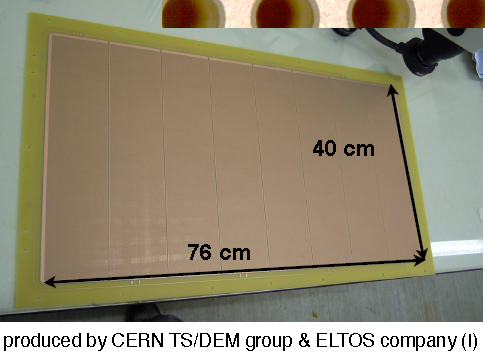 40 cm
76 cm
produced by CERN TS/DEM group & ELTOS company (I)